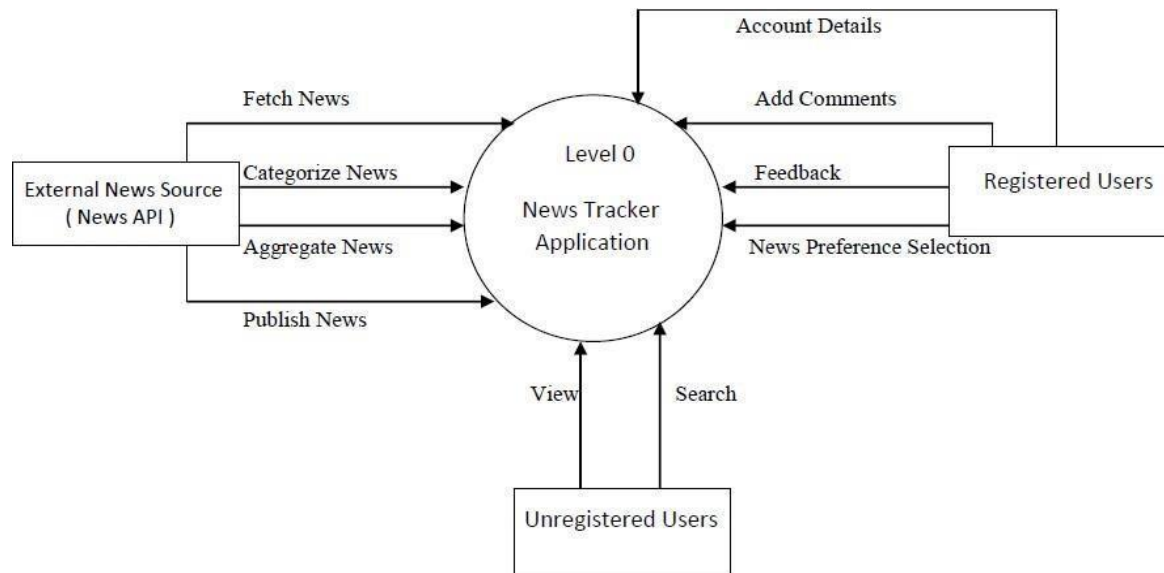 Account Details
Fetch News
Add Comments
Level 0
Categorize News
Feedback
External News Source
( News API )
Registered Users
News Tracker
Application
Aggregate News
News Preference Selection
Publish News
View
Search
Unregistered Users